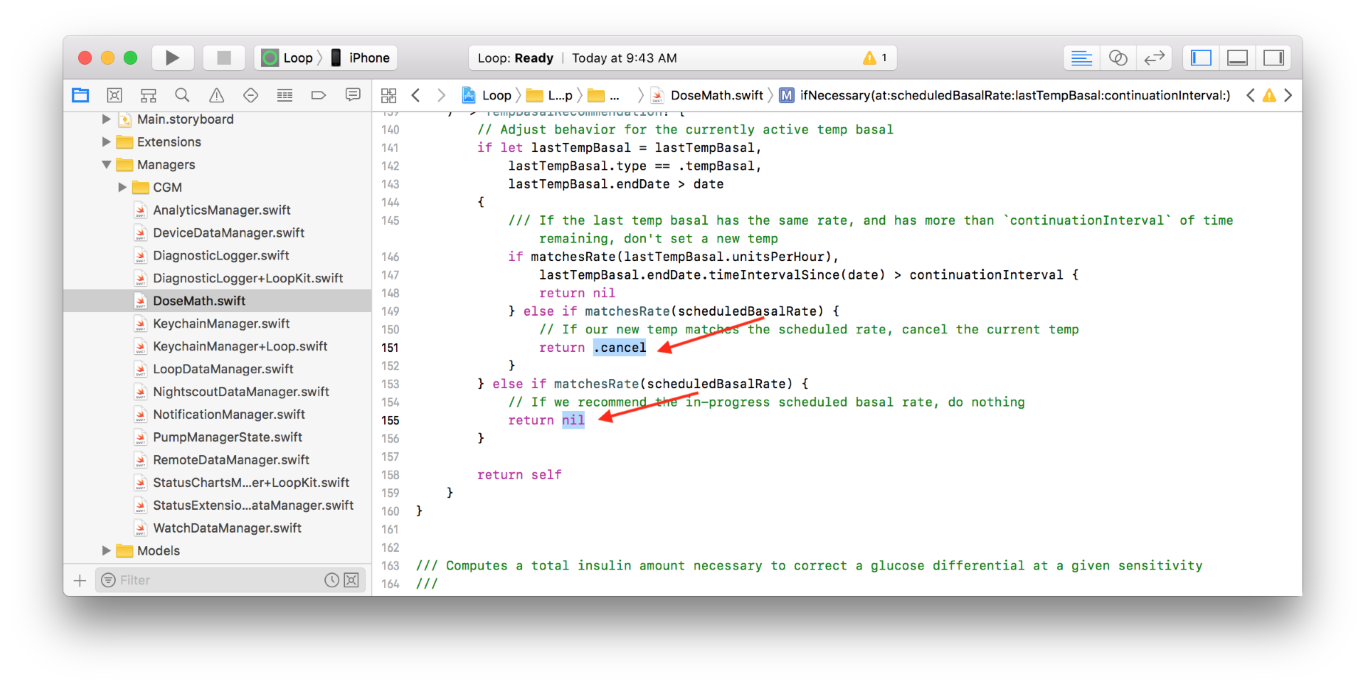 Loop 〉 iPhone
Loop: Ready | Today at 9:43 AM
1
Loop 〉 L...p 〉 ... 〉 DoseMath.swift 〉 M ifNecessary(at:scheduledBasalRate:lastTempBasal:continuationInterval:)
Main.storyboard
Extensions
Managers
CGM
AnalyticsManager.swift
DeviceDataManager.swift
DiagnosticLogger.swift
DiagnosticLogger+LoopKit.swift
DoseMath.swift
KeychainManager.swift
KeychainManager+Loop.swift
LoopDataManager.swift
NightscoutDataManager.swift
NotificationManager.swift
PumpManagerState.swift
RemoteDataManager.swift
StatusChartsM...er+LoopKit.swift
StatusExtensio...ataManager.swift
WatchDataManager.swift
Models
Filter
139 ) -> TempBasalRecommendation? {
140 // Adjust behavior for the currently active temp basal
141 if let lastTempBasal = lastTempBasal,
142 lastTempBasal.type == .tempBasal,
143 lastTempBasal.endDate > date
144 {
145 /// If the last temp basal has the same rate, and has more than `continuationInterval` of time
remaining, don't set a new temp
146 if matchesRate(lastTempBasal.unitsPerHour),
147 lastTempBasal.endDate.timeIntervalSince(date) > continuationInterval {
148 return nil
149 } else if matchesRate(scheduledBasalRate) {
150 // If our new temp matches the scheduled rate, cancel the current temp
151 return .cancel
152 }
153 } else if matchesRate(scheduledBasalRate) {
154 // If we recommend the in-progress scheduled basal rate, do nothing
155 return nil
156 }
157
158 return self
159 }
160 }
161
162
163 /// Computes a total insulin amount necessary to correct a glucose differential at a given sensitivity
164 ///